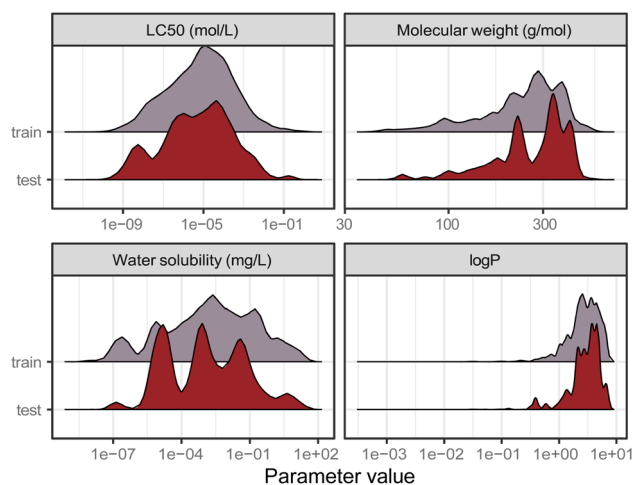 LC50 (mol/L)
Molecular weight (g/mol)
train
test
1e−09 1e−05 1e−01
30 100 300
Water solubility (mg/L)
logP
train
test
1e−07 1e−04 1e−01 1e+02
1e−03 1e−01 1e+00 1e+01
Parameter value